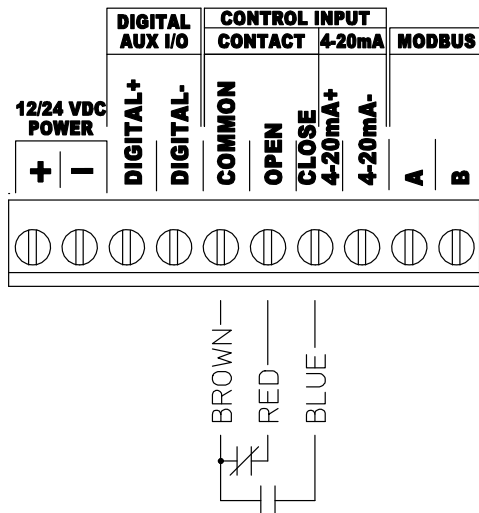 DIGITAL
AUX I/O
CONTROL INPUT
CONTACT
4-20mA
MODBUS
12/24 VDC
POWER
+
−
DIGITAL+
DIGITAL-
COMMON
OPEN
CLOSE
4-20mA+
4-20mA-
A
B
BROWN
RED
BLUE